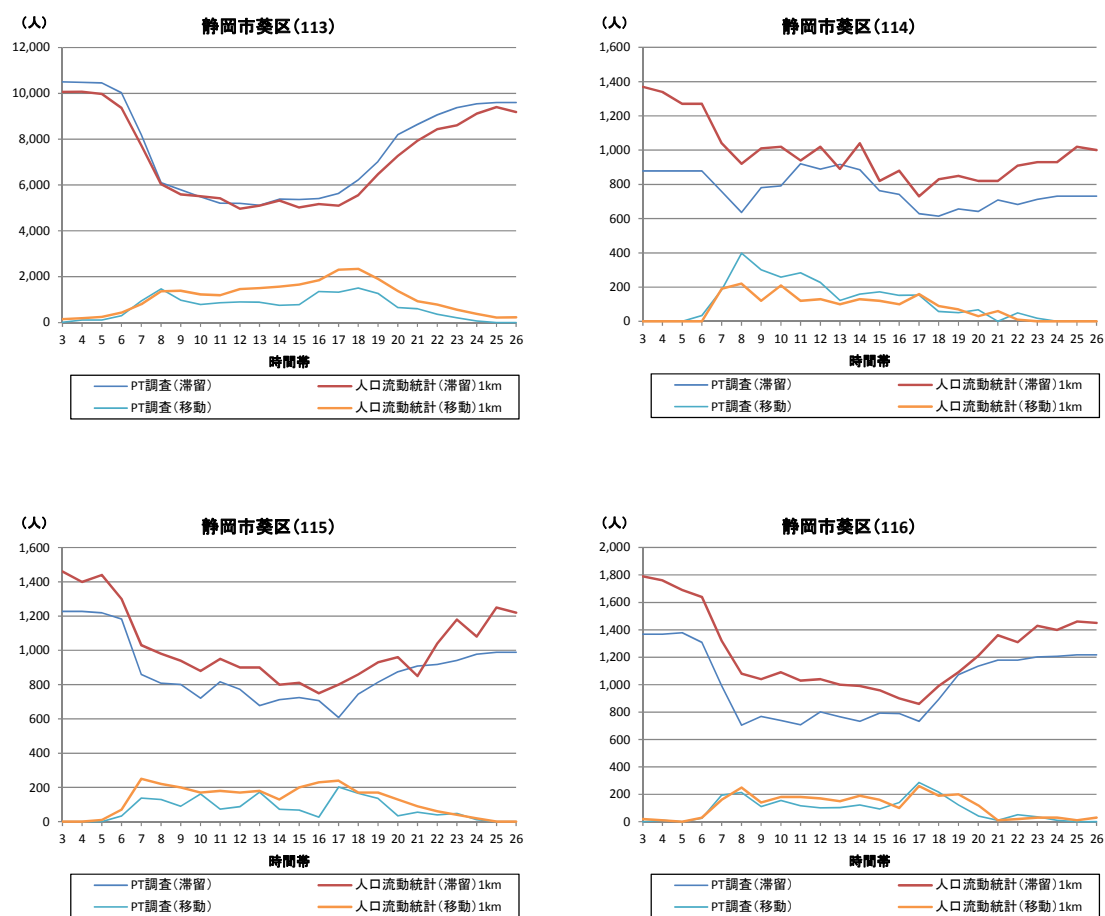 (人)
静岡市葵区(113)
12,000
10,000
8,000
6,000
4,000
2,000
0
3 4 5 6 7 8 9 10 11 12 13 14 15 16 17 18 19 20 21 22 23 24 25 26
時間帯
PT調査(滞留) 人口流動統計(滞留)1km
PT調査(移動) 人口流動統計(移動)1km
(人)
静岡市葵区(114)
1,600
1,400
1,200
1,000
800
600
400
200
0
3 4 5 6 7 8 9 10 11 12 13 14 15 16 17 18 19 20 21 22 23 24 25 26
時間帯
PT調査(滞留) 人口流動統計(滞留)1km
PT調査(移動) 人口流動統計(移動)1km
(人)
静岡市葵区(115)
1,600
1,400
1,200
1,000
800
600
400
200
0
3 4 5 6 7 8 9 10 11 12 13 14 15 16 17 18 19 20 21 22 23 24 25 26
時間帯
PT調査(滞留) 人口流動統計(滞留)1km
PT調査(移動) 人口流動統計(移動)1km
(人)
静岡市葵区(116)
2,000
1,800
1,600
1,400
1,200
1,000
800
600
400
200
0
3 4 5 6 7 8 9 10 11 12 13 14 15 16 17 18 19 20 21 22 23 24 25 26
時間帯
PT調査(滞留) 人口流動統計(滞留)1km
PT調査(移動) 人口流動統計(移動)1km